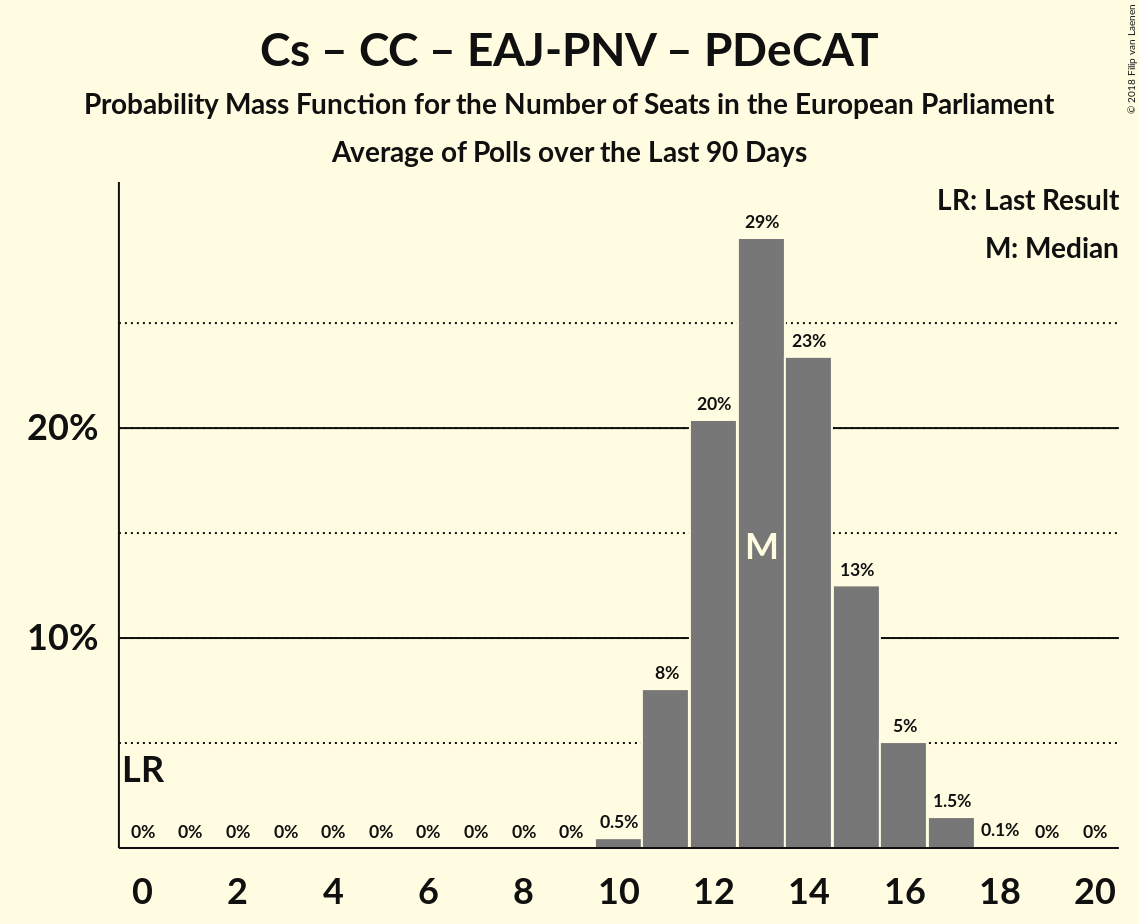 Cs – CC – EAJ-PNV – PDeCAT
Probability Mass Function for the Number of Seats in the European Parliament
Average of Polls over the Last 90 Days
© 2018 Filip van Laenen
LR: Last Result
M: Median
29%
23%
20%
20%
M
13%
10%
8%
5%
LR
1.5%
0% 0% 0% 0% 0% 0% 0% 0% 0% 0% 0.5% 0.1% 0% 0%
0 2 4 6 8 10 12 14 16 18 20